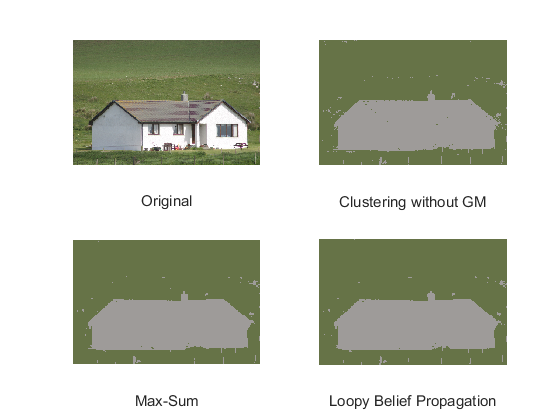 Original
Clustering without GM
Max-Sum
Loopy Belief Propagation